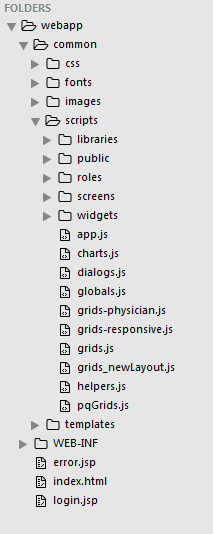 FOLDERS
webapp
common
css
fonts
images
scripts
libraries
public
roles
screens
widgets
app.js
charts.js
dialogs.js
globals.js
grids-physician.js
grids-responsive.js
grids.js
grids_newLayout.js
helpers.js
pqGrids.js
templates
WEB-INF
error.jsp
index.html
login.jsp